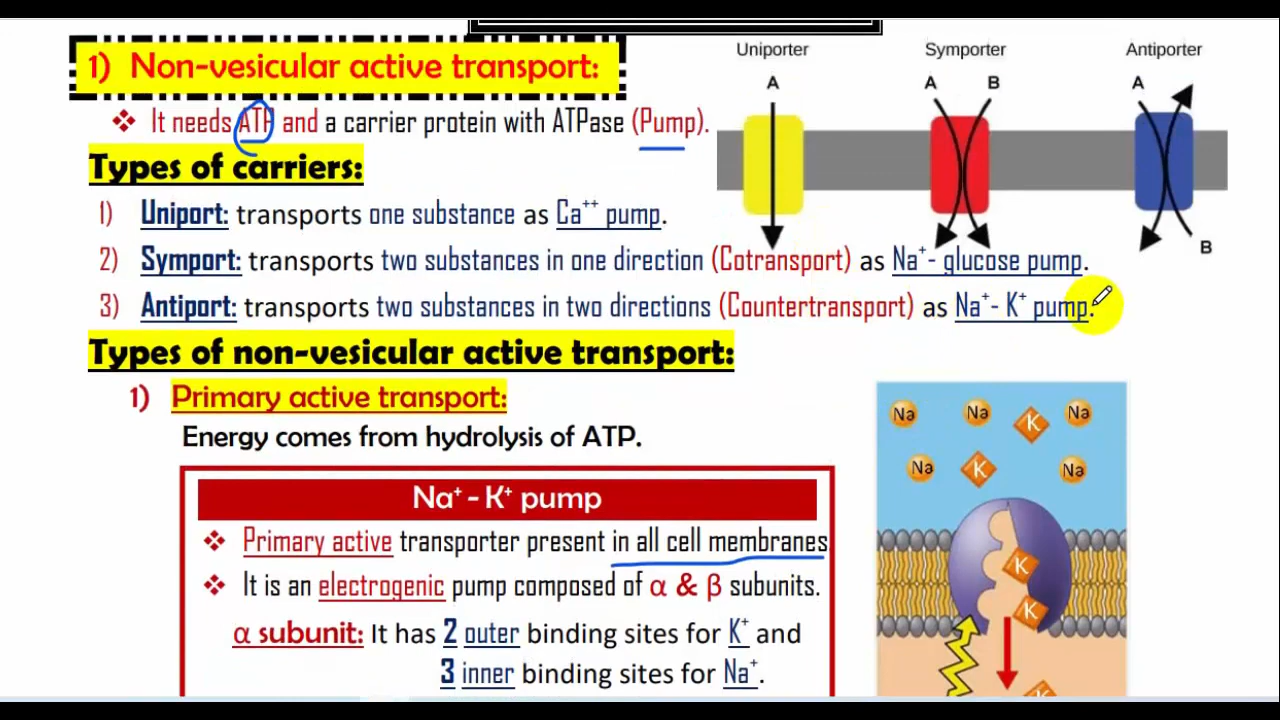 1) Non-vesicular active transport:
❖ It needs ATP and a carrier protein with ATPase (Pump).
Types of carriers:
1) Uniport: transports one substance as Ca⁺⁺ pump.
2) Symport: transports two substances in one direction (Cotransport) as Na⁺- glucose pump.
3) Antiport: transports two substances in two directions (Countertransport) as Na⁺- K⁺ pump.
Uniporter
Symporter
Antiporter
A
A B
A
B
Types of non-vesicular active transport:
1) Primary active transport:
Energy comes from hydrolysis of ATP.
Na⁺ - K⁺ pump
❖ Primary active transporter present in all cell membranes
❖ It is an electrogenic pump composed of α & β subunits.
α subunit: It has 2 outer binding sites for K⁺ and
3 inner binding sites for Na⁺.
Na Na K Na
Na K Na
K
K
K